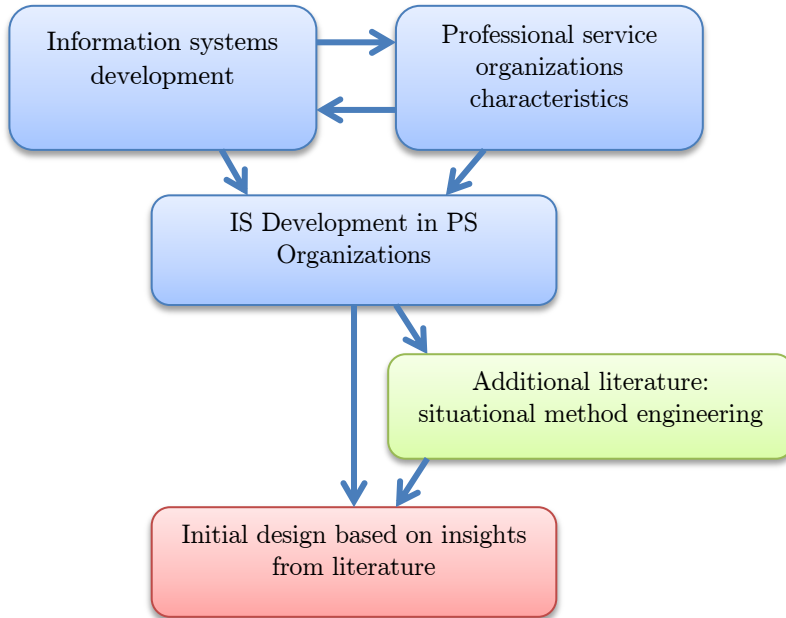 Information systems
development
Professional service
organizations
characteristics
IS Development in PS
Organizations
Additional literature:
situational method engineering
Initial design based on insights
from literature